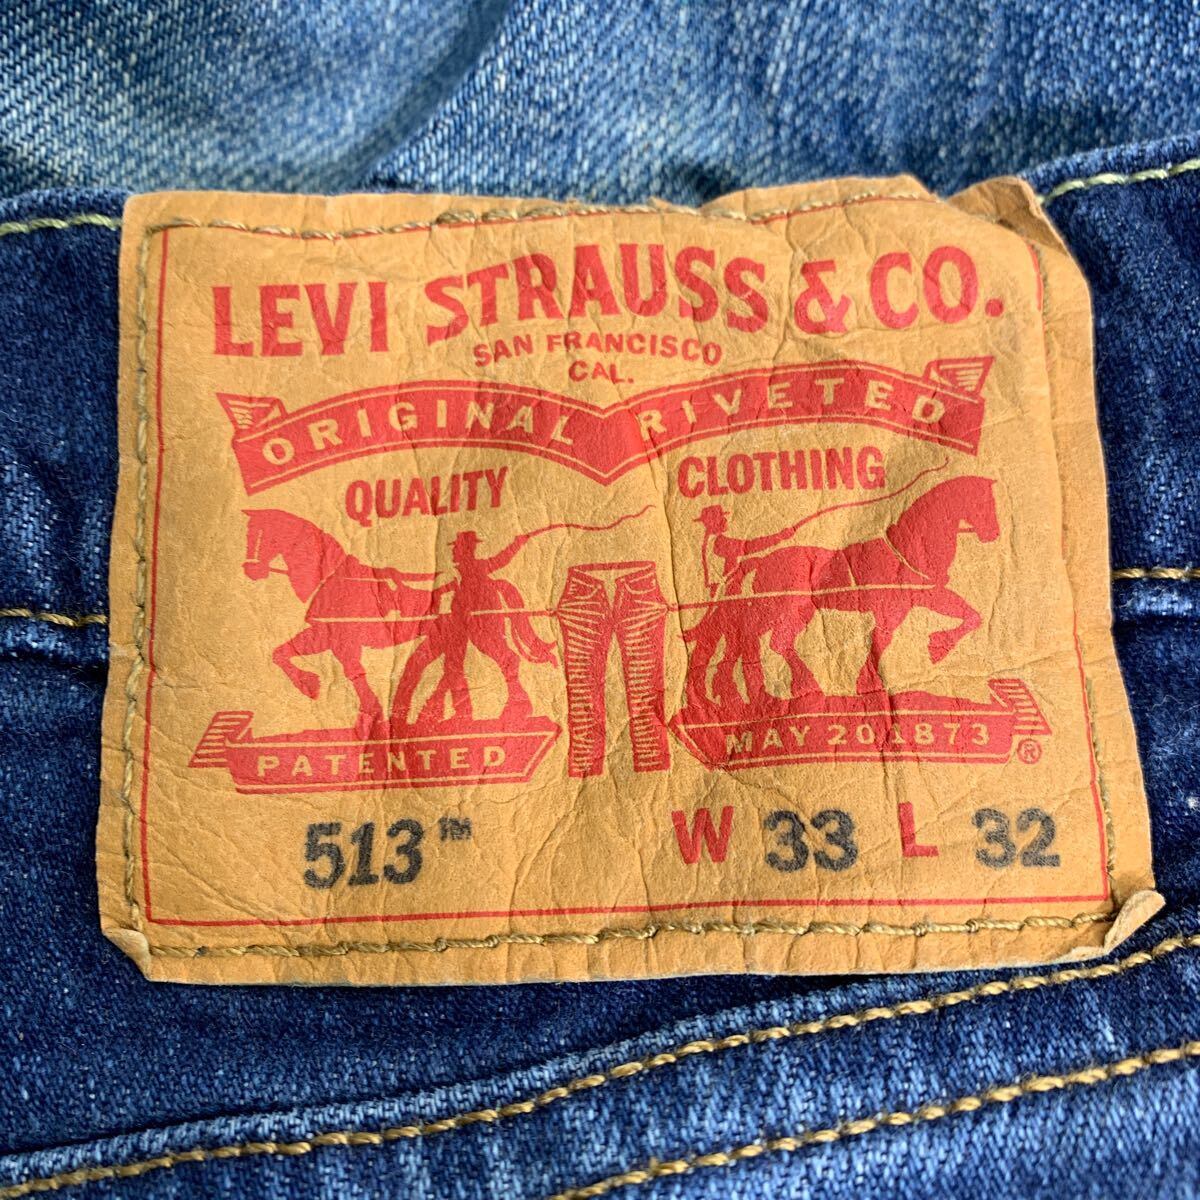 LEVI STRAUSS & CO.
SAN FRANCISCO
CAL.
ORIGINAL RIVETED
QUALITY CLOTHING
PATENTED MAY 20 1873 ®
513™ W 33 L 32